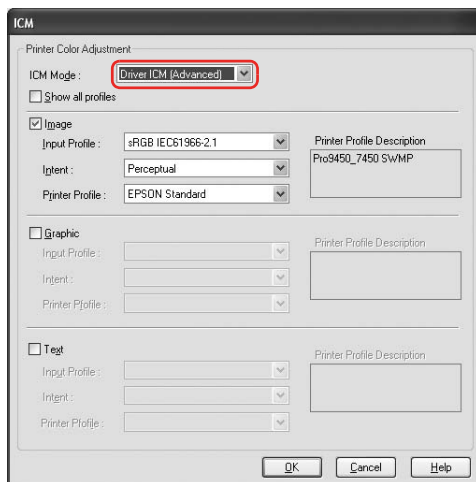 ICM
Printer Color Adjustment
ICM Mode : Driver ICM (Advanced)
Show all profiles
Image
Input Profile : sRGB IEC61966-2.1
Printer Profile Description
Pro9450_7450 SWMP
Intent : Perceptual
Printer Profile : EPSON Standard
Graphic
Input Profile :
Printer Profile Description
Intent :
Printer Profile :
Text
Input Profile :
Printer Profile Description
Intent :
Printer Profile :
OK Cancel Help